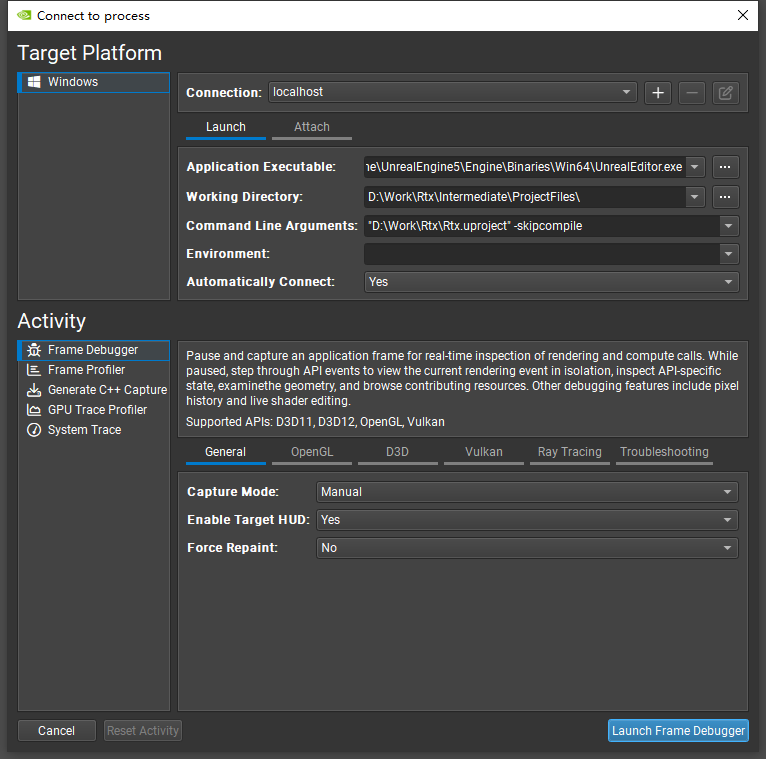 Connect to process
Target Platform
Windows
Connection: localhost
Launch Attach
Application Executable: ne\UnrealEngine5\Engine\Binaries\Win64\UnrealEditor.exe
Working Directory: D:\Work\Rtx\Intermediate\ProjectFiles\
Command Line Arguments: "D:\Work\Rtx\Rtx.uproject" -skipcompile
Environment:
Automatically Connect: Yes
Activity
Frame Debugger
Frame Profiler
Generate C++ Capture
GPU Trace Profiler
System Trace
Pause and capture an application frame for real-time inspection of rendering and compute calls. While
paused, step through API events to view the current rendering event in isolation, inspect API-specific
state, examinethe geometry, and browse contributing resources. Other debugging features include pixel
history and live shader editing.
Supported APIs: D3D11, D3D12, OpenGL, Vulkan
General OpenGL D3D Vulkan Ray Tracing Troubleshooting
Capture Mode: Manual
Enable Target HUD: Yes
Force Repaint: No
Cancel Reset Activity Launch Frame Debugger